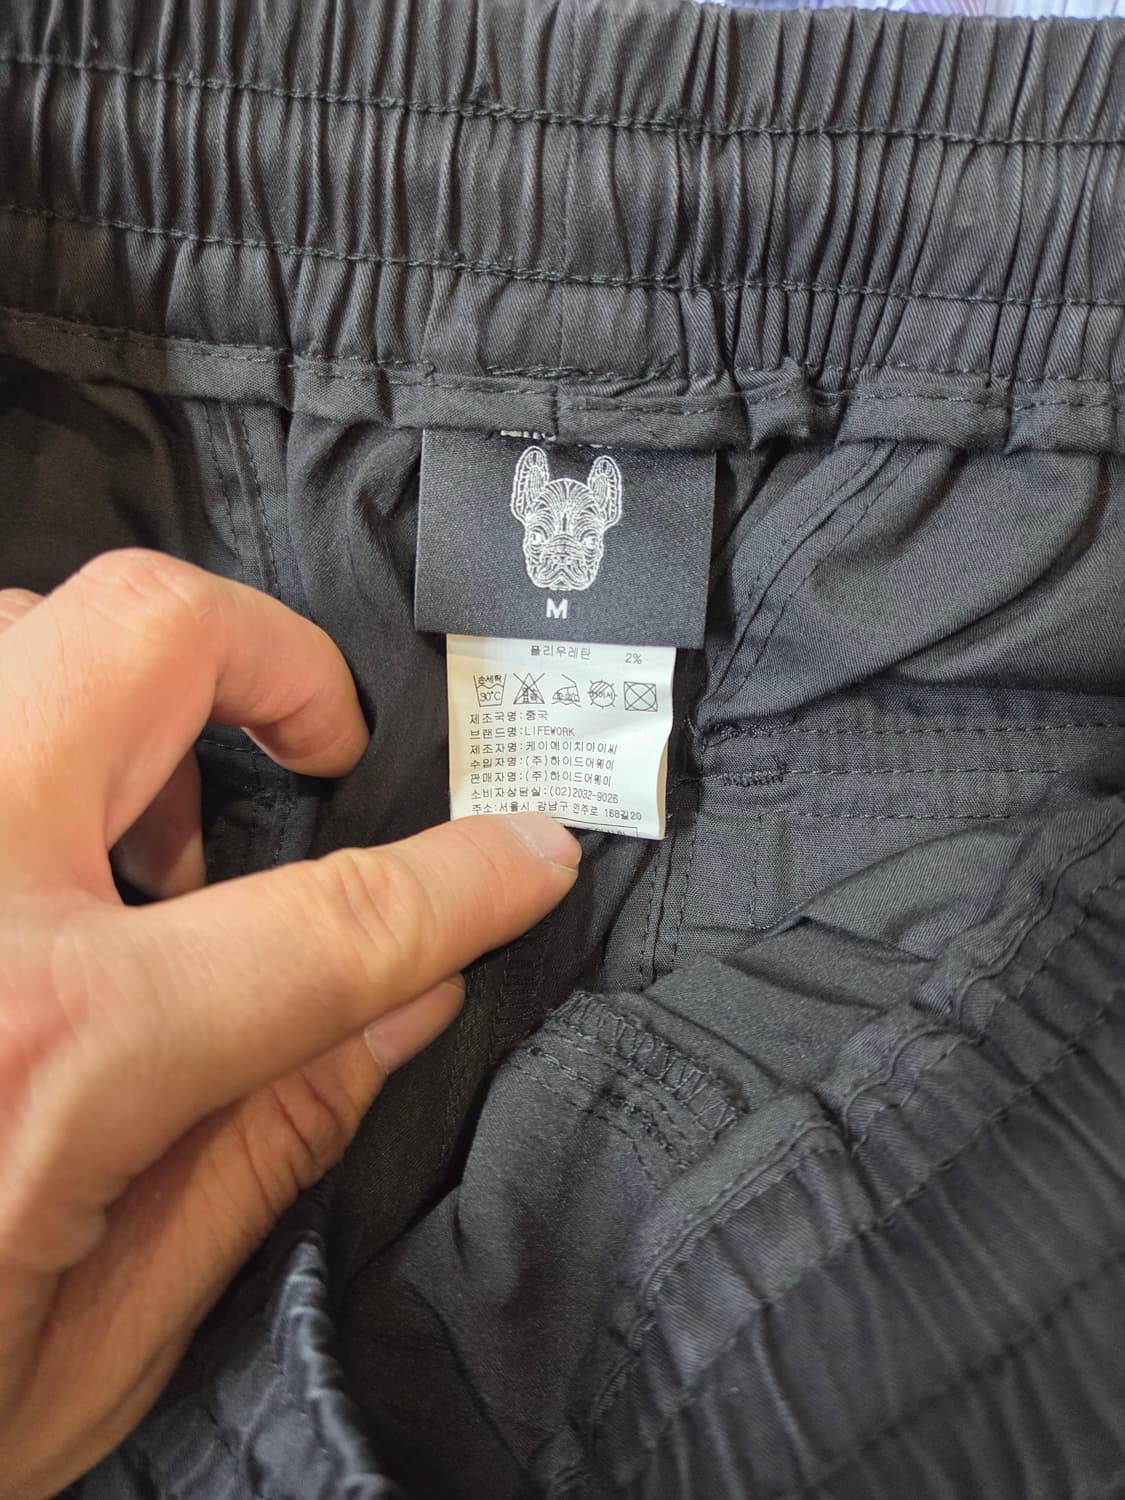 M
폴리우레탄 2%
손세탁
30℃
제조국명:중국
브랜드명:LIFEWORK
제조자명:케이에이치아이씨
수입자명:(주)하이드어웨이
판매자명:(주)하이드어웨이
소비자상담실:(02)2032-9026
주소:서울시 강남구 언주로 168길20